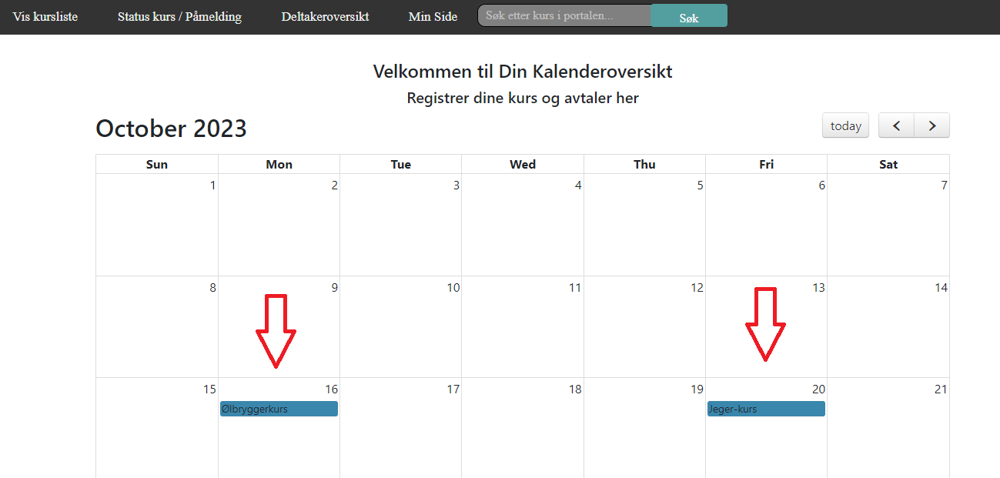 Vis kursliste Status kurs / Påmelding Deltakeroversikt Min Side Søk etter kurs i portalen... Søk
Velkommen til Din Kalenderoversikt
Registrer dine kurs og avtaler her
October 2023 today
Sun Mon Tue Wed Thu Fri Sat
1 2 3 4 5 6 7
8 9 10 11 12 13 14
15 16 17 18 19 20 21
Ølbryggerkurs Jeger-kurs